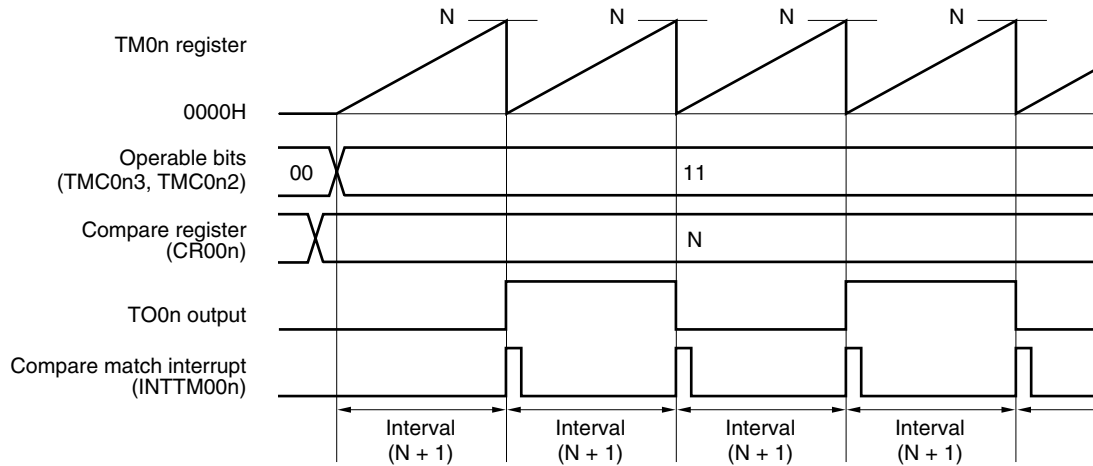 N N N N
TM0n register
0000H
Operable bits
(TMC0n3, TMC0n2)
00 11
Compare register
(CR00n)
N
TO0n output
Compare match interrupt
(INTTM00n)
Interval
(N + 1)
Interval
(N + 1)
Interval
(N + 1)
Interval
(N + 1)